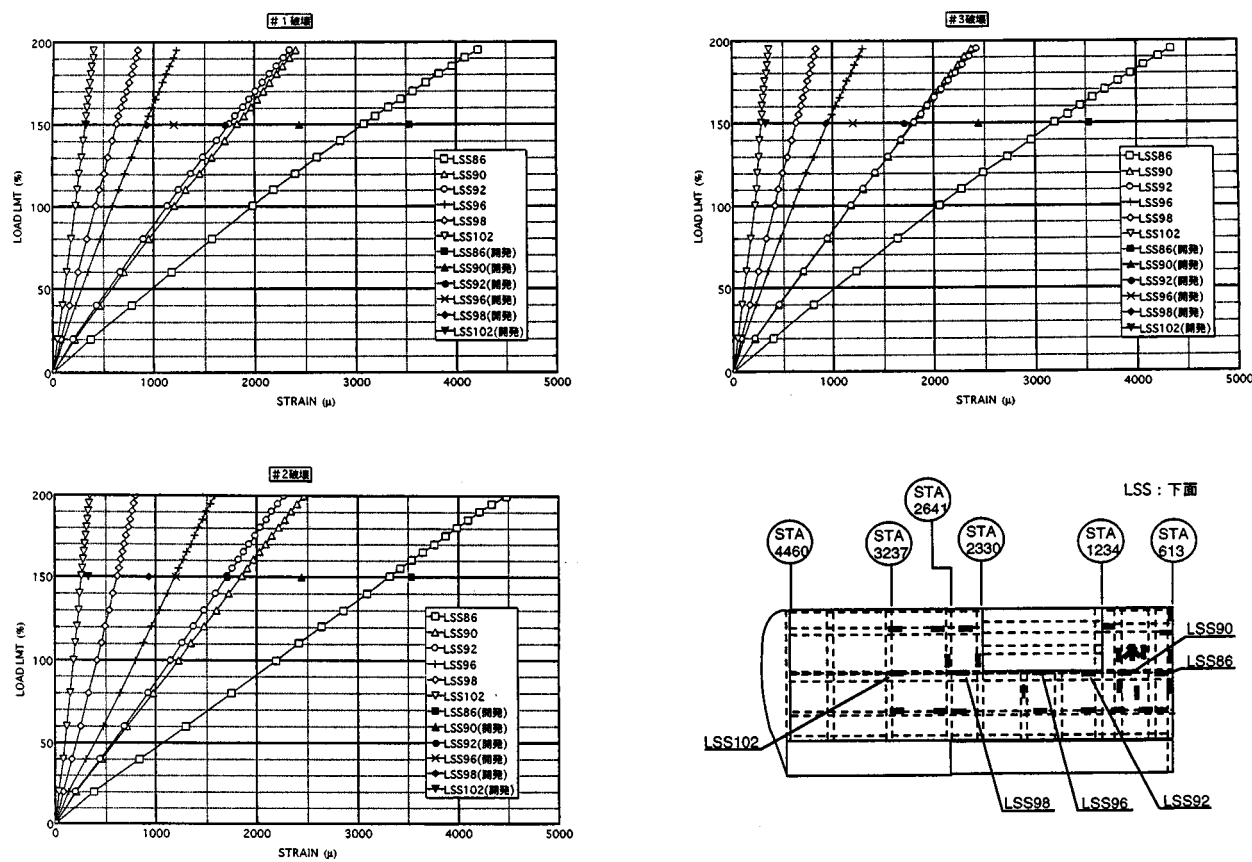 #1破壊
LOAD LMT (%)
200
150
100
50
0
0 1000 2000 3000 4000 5000
STRAIN (μ)
LSS86
LSS90
LSS92
LSS96
LSS98
LSS102
LSS86(開発)
LSS90(開発)
LSS92(開発)
LSS96(開発)
LSS98(開発)
LSS102(開発)
#3破壊
LOAD LMT (%)
200
150
100
50
0
0 1000 2000 3000 4000 5000
STRAIN (μ)
LSS86
LSS90
LSS92
LSS96
LSS98
LSS102
LSS86(開発)
LSS90(開発)
LSS92(開発)
LSS96(開発)
LSS98(開発)
LSS102(開発)
#2破壊
LOAD LMT (%)
200
150
100
50
0
0 1000 2000 3000 4000 5000
STRAIN (μ)
LSS86
LSS90
LSS92
LSS96
LSS98
LSS102
LSS86(開発)
LSS90(開発)
LSS92(開発)
LSS96(開発)
LSS98(開発)
LSS102(開発)
LSS:下面
STA 4460
STA 3237
STA 2641
STA 2330
STA 1234
STA 613
LSS90
LSS86
LSS102
LSS98
LSS96
LSS92